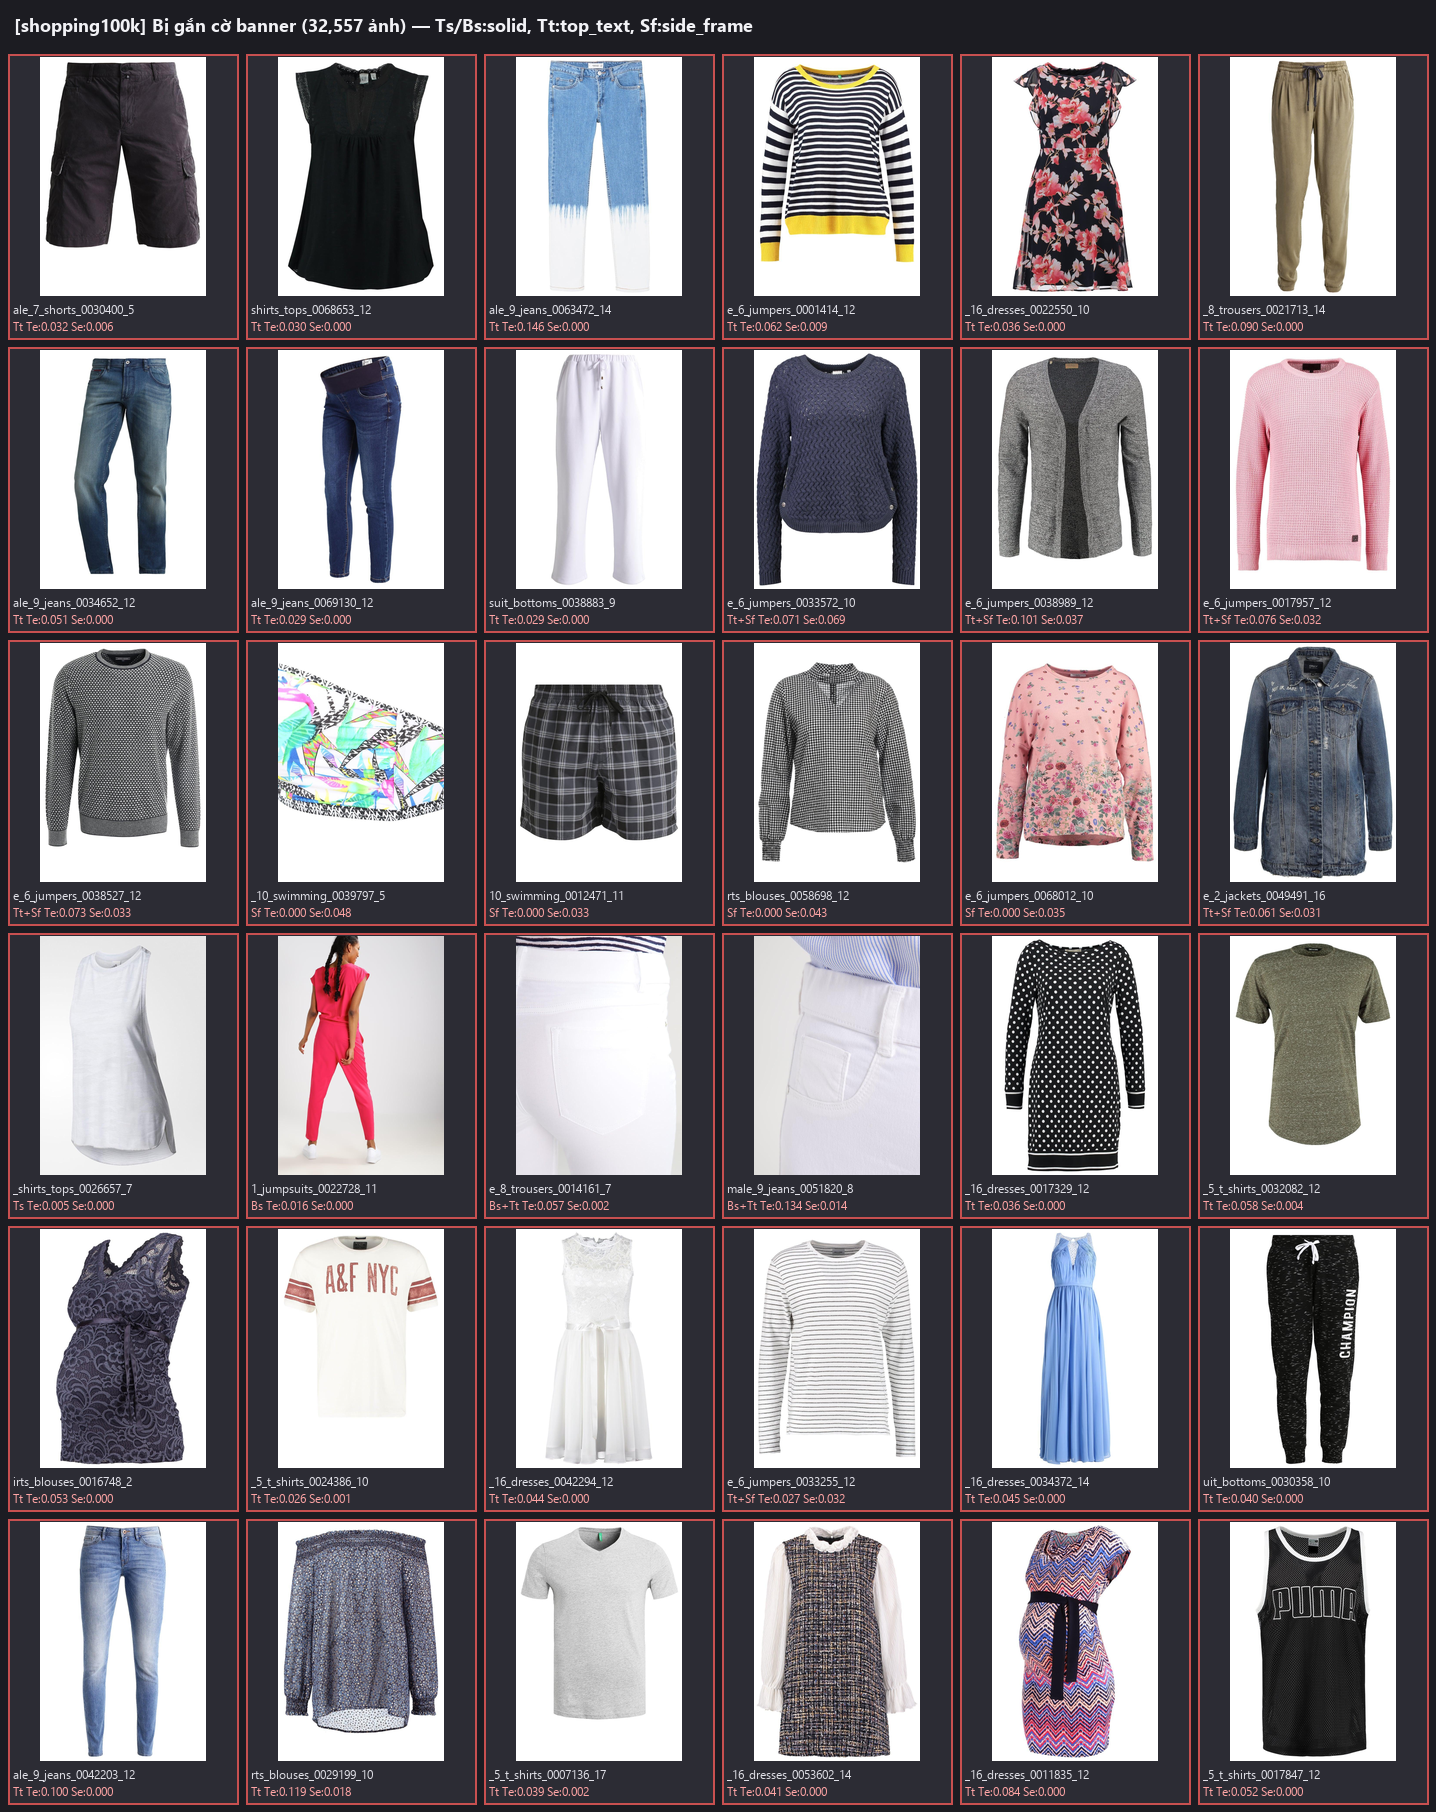 [shopping100k] Bị gắn cờ banner (32,557 ảnh) — Ts/Bs:solid, Tt:top_text, Sf:side_frame
ale_7_shorts_0030400_5
Tt Te:0.032 Se:0.006
shirts_tops_0068653_12
Tt Te:0.030 Se:0.000
ale_9_jeans_0063472_14
Tt Te:0.146 Se:0.000
e_6_jumpers_0001414_12
Tt Te:0.062 Se:0.009
_16_dresses_0022550_10
Tt Te:0.036 Se:0.000
_8_trousers_0021713_14
Tt Te:0.090 Se:0.000
ale_9_jeans_0034652_12
Tt Te:0.051 Se:0.000
ale_9_jeans_0069130_12
Tt Te:0.029 Se:0.000
suit_bottoms_0038883_9
Tt Te:0.029 Se:0.000
e_6_jumpers_0033572_10
Tt+Sf Te:0.071 Se:0.069
e_6_jumpers_0038989_12
Tt+Sf Te:0.101 Se:0.037
e_6_jumpers_0017957_12
Tt+Sf Te:0.076 Se:0.032
e_6_jumpers_0038527_12
Tt+Sf Te:0.073 Se:0.033
_10_swimming_0039797_5
Sf Te:0.000 Se:0.048
10_swimming_0012471_11
Sf Te:0.000 Se:0.033
rts_blouses_0058698_12
Sf Te:0.000 Se:0.043
e_6_jumpers_0068012_10
Sf Te:0.000 Se:0.035
e_2_jackets_0049491_16
Tt+Sf Te:0.061 Se:0.031
_shirts_tops_0026657_7
Ts Te:0.005 Se:0.000
1_jumpsuits_0022728_11
Bs Te:0.016 Se:0.000
e_8_trousers_0014161_7
Bs+Tt Te:0.057 Se:0.002
male_9_jeans_0051820_8
Bs+Tt Te:0.134 Se:0.014
_16_dresses_0017329_12
Tt Te:0.036 Se:0.000
_5_t_shirts_0032082_12
Tt Te:0.058 Se:0.004
irts_blouses_0016748_2
Tt Te:0.053 Se:0.000
A&F NYC
_5_t_shirts_0024386_10
Tt Te:0.026 Se:0.001
_16_dresses_0042294_12
Tt Te:0.044 Se:0.000
e_6_jumpers_0033255_12
Tt+Sf Te:0.027 Se:0.032
_16_dresses_0034372_14
Tt Te:0.045 Se:0.000
CHAMPION
uit_bottoms_0030358_10
Tt Te:0.040 Se:0.000
ale_9_jeans_0042203_12
Tt Te:0.100 Se:0.000
rts_blouses_0029199_10
Tt Te:0.119 Se:0.018
_5_t_shirts_0007136_17
Tt Te:0.039 Se:0.002
_16_dresses_0053602_14
Tt Te:0.041 Se:0.000
_16_dresses_0011835_12
Tt Te:0.084 Se:0.000
PUMA
_5_t_shirts_0017847_12
Tt Te:0.052 Se:0.000